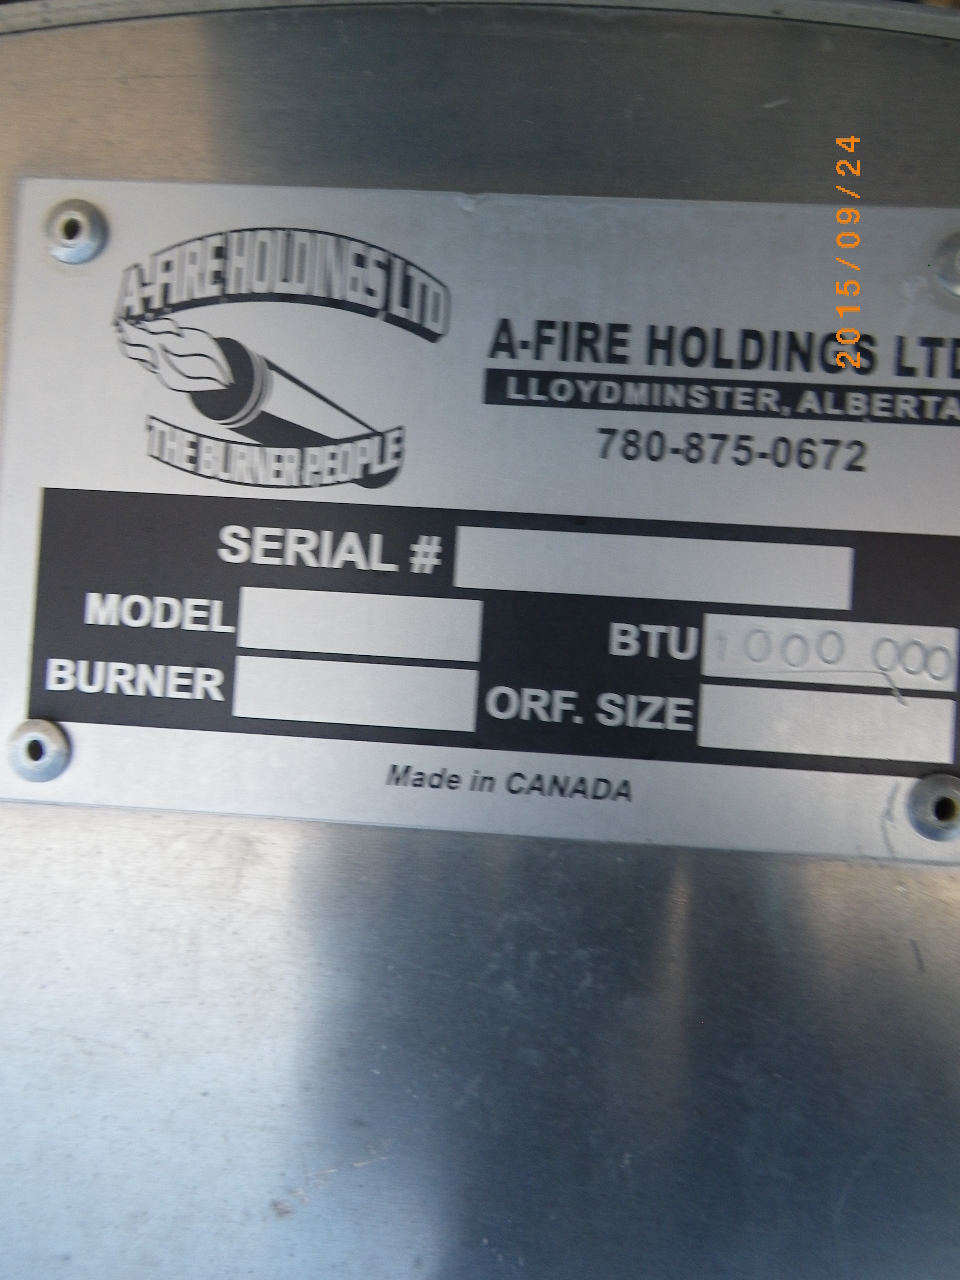 A-FIRE HOLDINGS LTD
THE BURNER PEOPLE
A-FIRE HOLDINGS LTD
LLOYDMINSTER, ALBERTA
780-875-0672
SERIAL #
MODEL
BTU 1000 000
BURNER
ORF. SIZE
Made in CANADA
2015/09/24